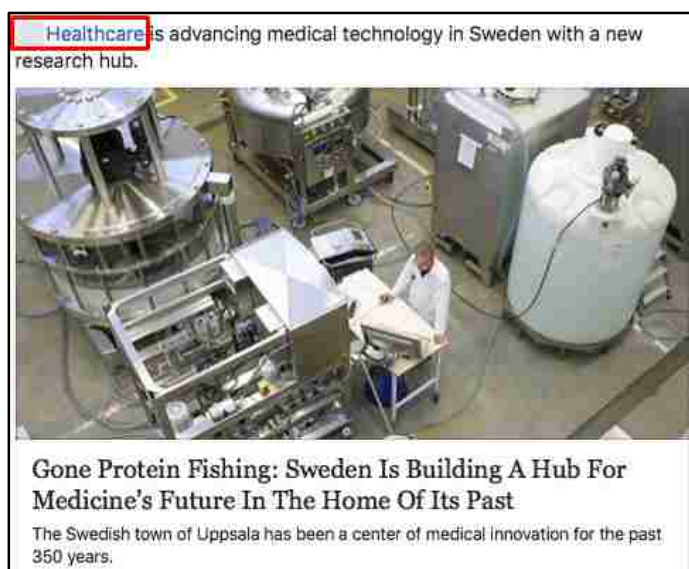 Healthcare is advancing medical technology in Sweden with a new
research hub.
Gone Protein Fishing: Sweden Is Building A Hub For
Medicine's Future In The Home Of Its Past
The Swedish town of Uppsala has been a center of medical innovation for the past
350 years.